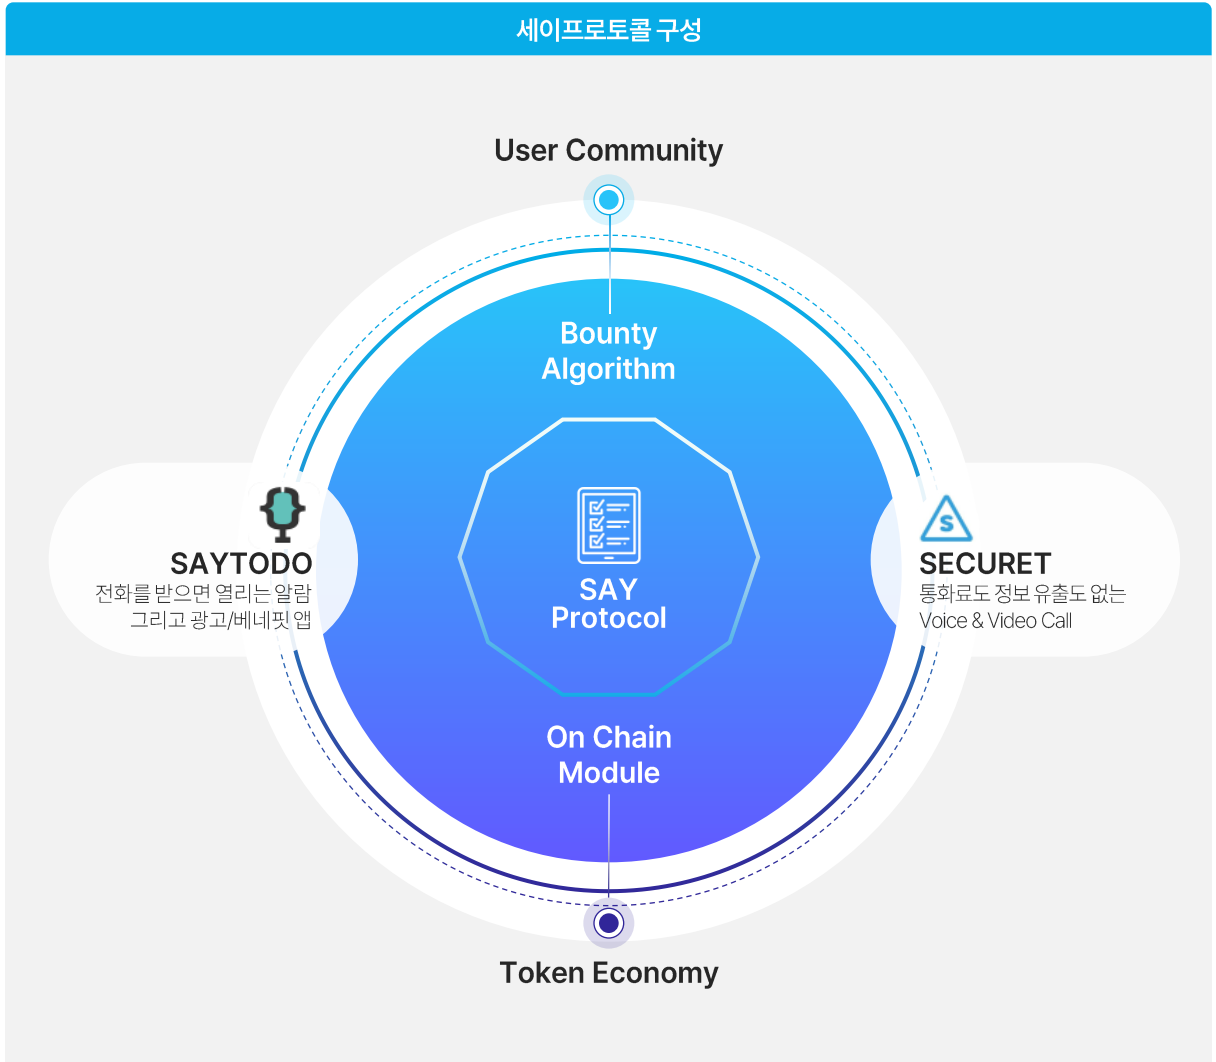 세이프로토콜 구성
User Community
Bounty
Algorithm
SAYTODO
전화를 받으면 열리는 알람
그리고 광고/베네핏 앱
SAY
Protocol
S
SECURET
통화료도 정보 유출도 없는
Voice & Video Call
On Chain
Module
Token Economy